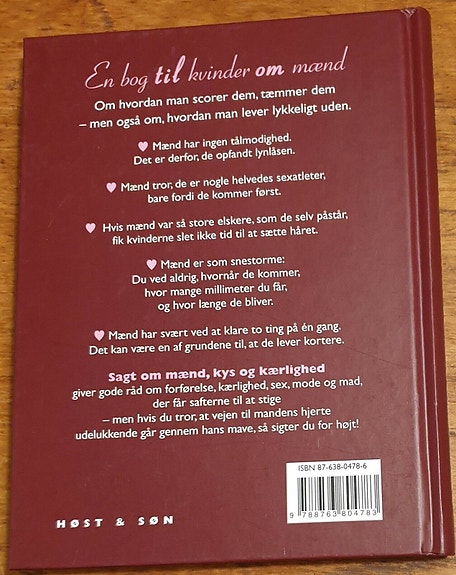 En bog til kvinder om mænd
Om hvordan man scorer dem, tæmmer dem
– men også om, hvordan man lever lykkeligt uden.
♥ Mænd har ingen tålmodighed.
Det er derfor, de opfandt lynlåsen.
♥ Mænd tror, de er nogle helvedes sexatleter,
bare fordi de kommer først.
♥ Hvis mænd var så store elskere, som de selv påstår,
fik kvinderne slet ikke tid til at sætte håret.
♥ Mænd er som snestorme:
Du ved aldrig, hvornår de kommer,
hvor mange millimeter du får,
og hvor længe de bliver.
♥ Mænd har svært ved at klare to ting på én gang.
Det kan være en af grundene til, at de lever kortere.
Sagt om mænd, kys og kærlighed
giver gode råd om forførelse, kærlighed, sex, mode og mad,
der får safterne til at stige
– men hvis du tror, at vejen til mandens hjerte
udelukkende går gennem hans mave, så sigter du for højt!
ISBN 87-638-0478-6
9 788763 804783
HØST & SØN